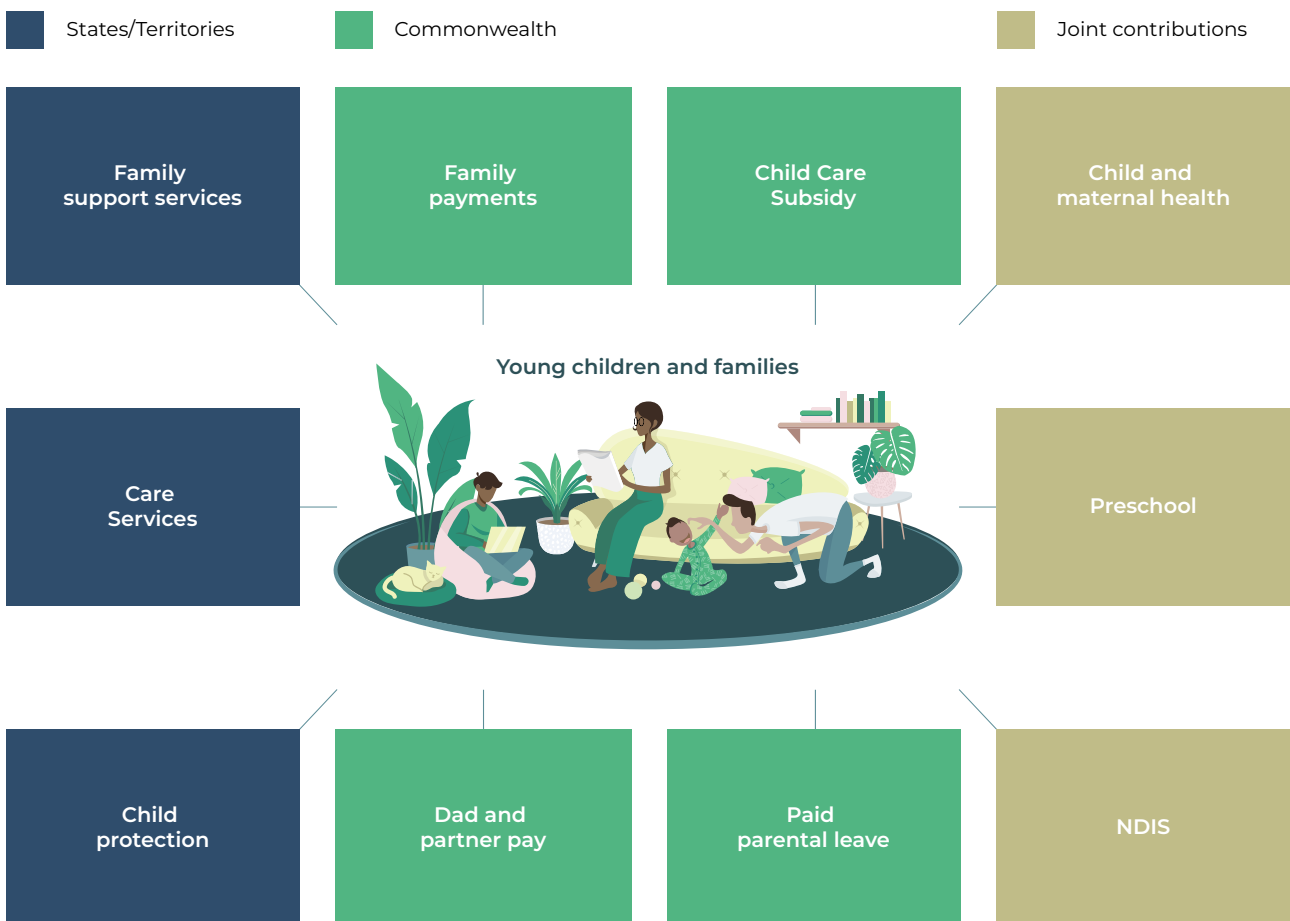 States/Territories
Commonwealth
Joint contributions
Family
support services
Family
payments
Child Care
Subsidy
Child and
maternal health
Young children and families
Care
Services
Preschool
Child
protection
Dad and
partner pay
Paid
parental leave
NDIS